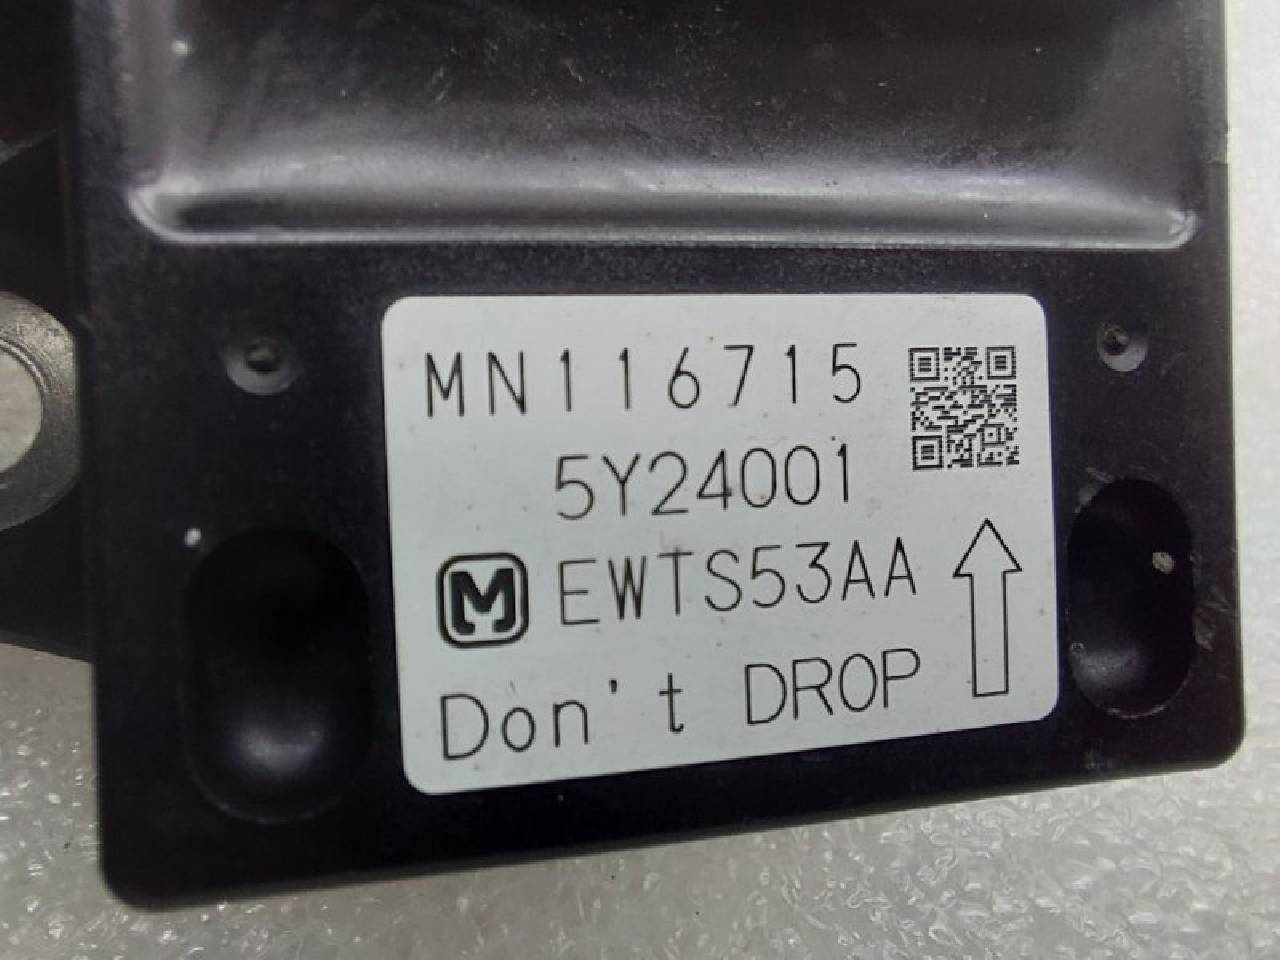 MN116715
5Y24001
M EWTS53AA
Don't DROP